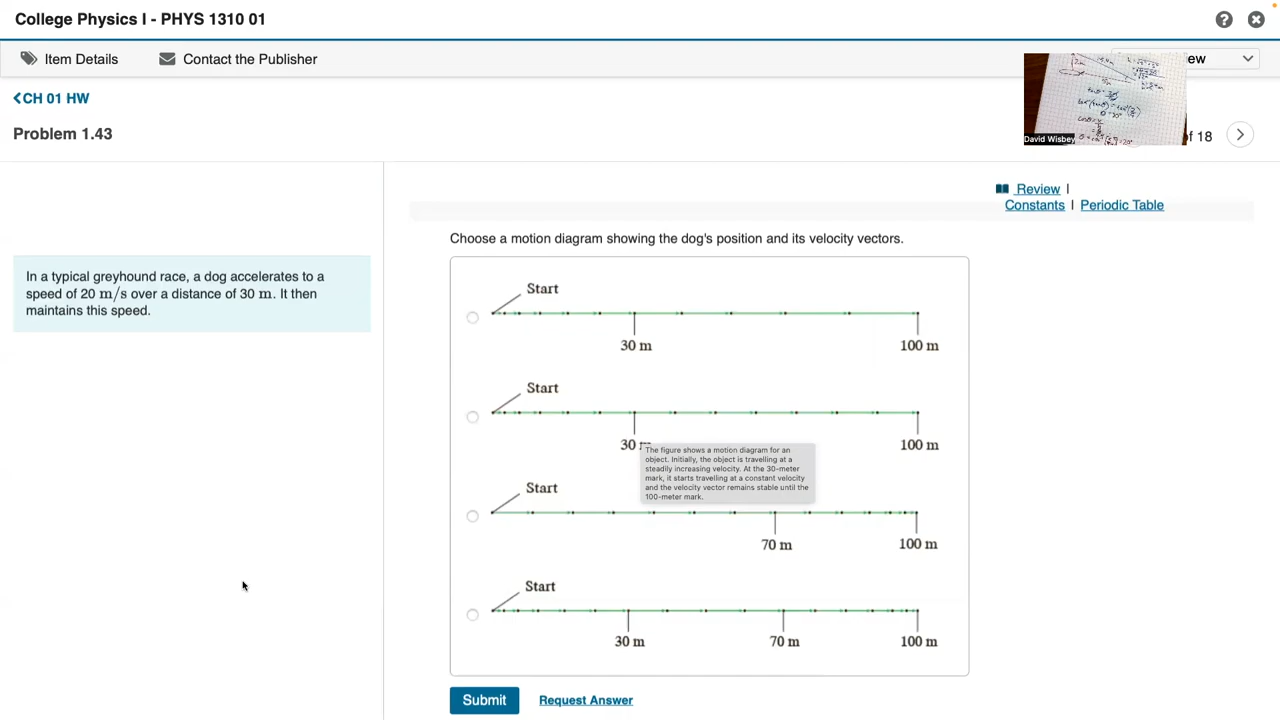 College Physics I - PHYS 1310 01
Item Details
Contact the Publisher
ew
<CH 01 HW
Problem 1.43
David Wisbey
of 18
Review |
Constants | Periodic Table
In a typical greyhound race, a dog accelerates to a
speed of 20 m/s over a distance of 30 m. It then
maintains this speed.
Choose a motion diagram showing the dog's position and its velocity vectors.
Start
30 m
100 m
Start
30
100 m
The figure shows a motion diagram for an
object. Initially, the object is travelling at a
steadily increasing velocity. At the 30-meter
mark, it starts travelling at a constant velocity
and the velocity vector remains stable until the
100-meter mark.
Start
70 m
100 m
Start
30 m
70 m
100 m
Submit
Request Answer